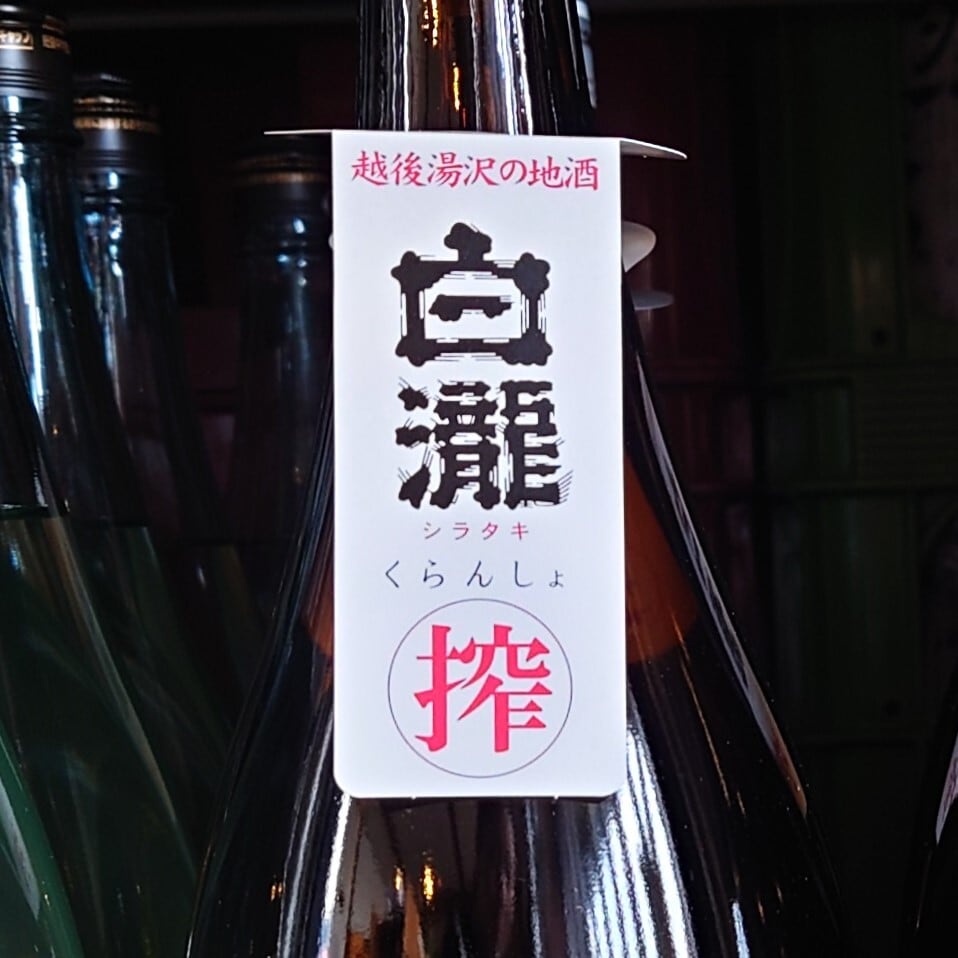 越後湯沢の地酒
白瀧
シラタキ
くらんしょ
搾